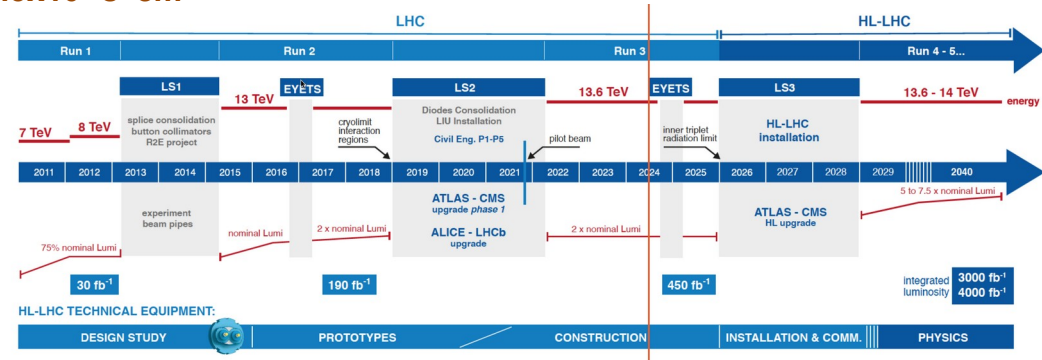 LHC
HL-LHC
Run 1
Run 2
Run 3
Run 4 - 5...
LS1
EYETS
LS2
EYETS
LS3
13 TeV
13.6 TeV
13.6 - 14 TeV
energy
7 TeV
8 TeV
splice consolidation
button collimators
R2E project
cryolimit
interaction
regions
Diodes Consolidation
LIU Installation
Civil Eng. P1-P5
pilot beam
inner triplet
radiation limit
HL-LHC
installation
2011 2012 2013 2014 2015 2016 2017 2018 2019 2020 2021 2022 2023 2024 2025 2026 2027 2028 2029 2040
experiment
beam pipes
ATLAS - CMS
upgrade phase 1
ALICE - LHCb
upgrade
ATLAS - CMS
HL upgrade
5 to 7.5 x nominal Lumi
75% nominal Lumi
nominal Lumi
2 x nominal Lumi
2 x nominal Lumi
30 fb⁻¹
190 fb⁻¹
450 fb⁻¹
integrated
luminosity
3000 fb⁻¹
4000 fb⁻¹
HL-LHC TECHNICAL EQUIPMENT:
DESIGN STUDY
PROTOTYPES
CONSTRUCTION
INSTALLATION & COMM.
PHYSICS